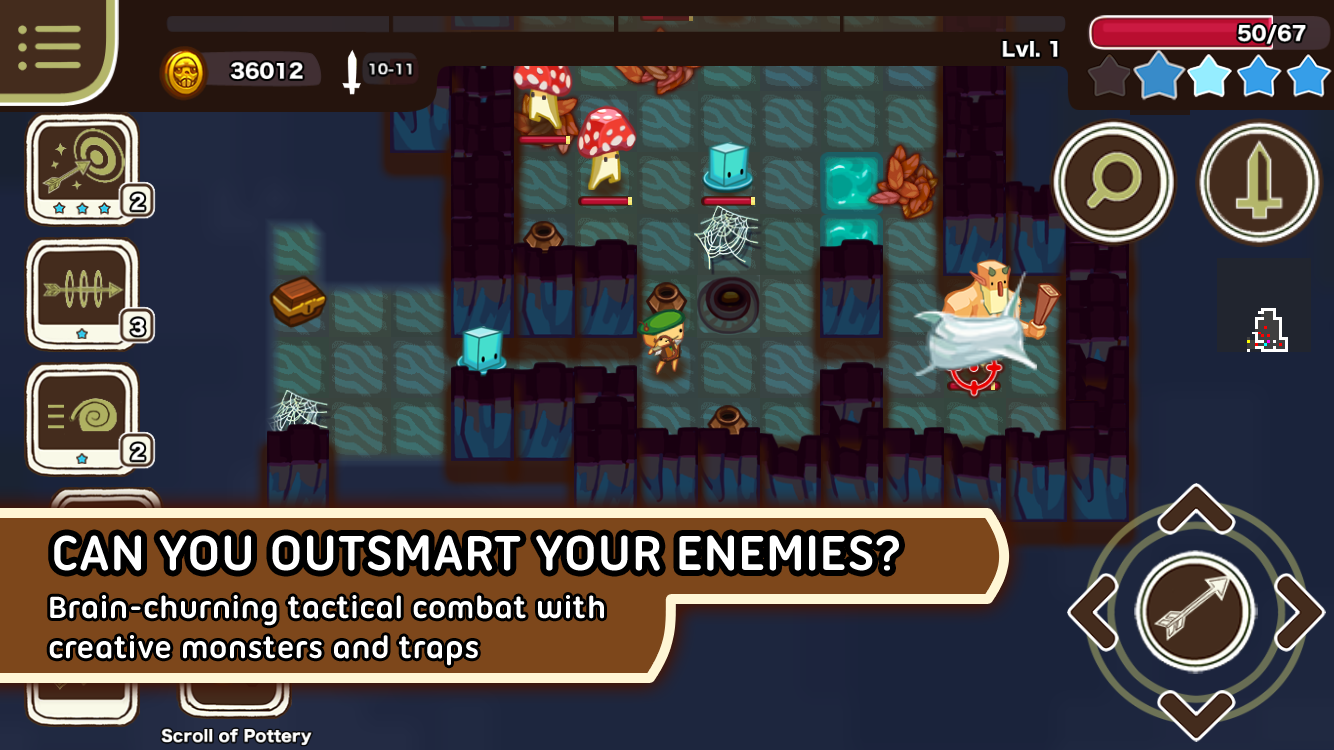 Lvl. 1
50/67
36012
10-11
2
3
2
CAN YOU OUTSMART YOUR ENEMIES?
Brain-churning tactical combat with
creative monsters and traps
Scroll of Pottery